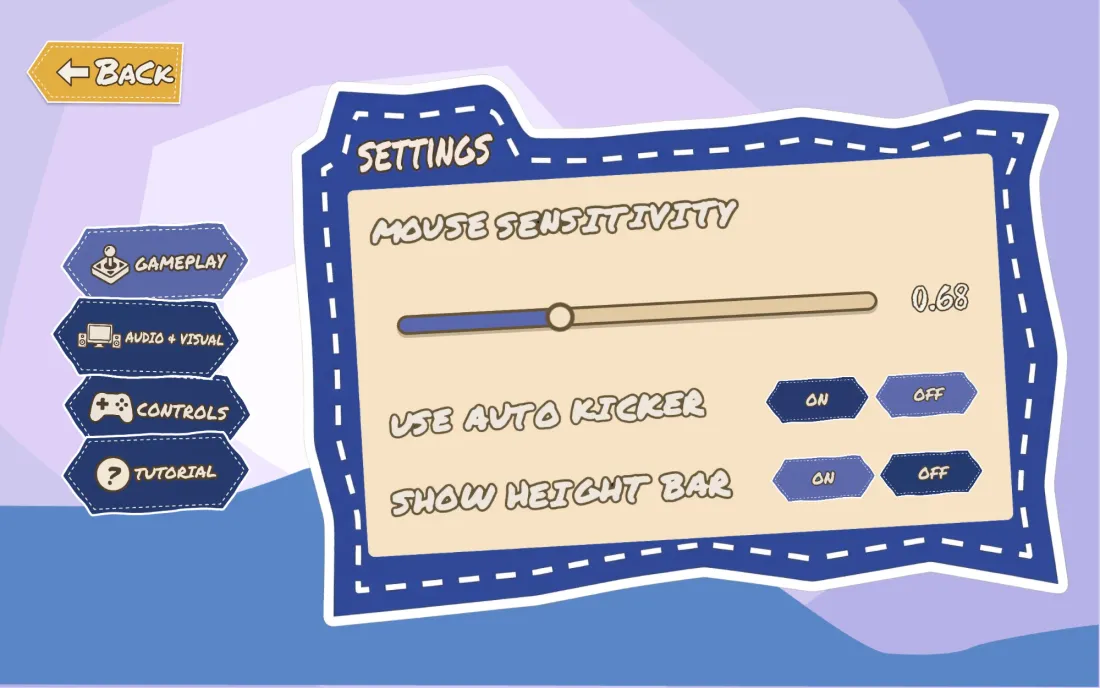 BACK
SETTINGS
MOUSE SENSITIVITY
0.68
GAMEPLAY
AUDIO & VISUAL
CONTROLS
TUTORIAL
USE AUTO KICKER ON OFF
SHOW HEIGHT BAR ON OFF